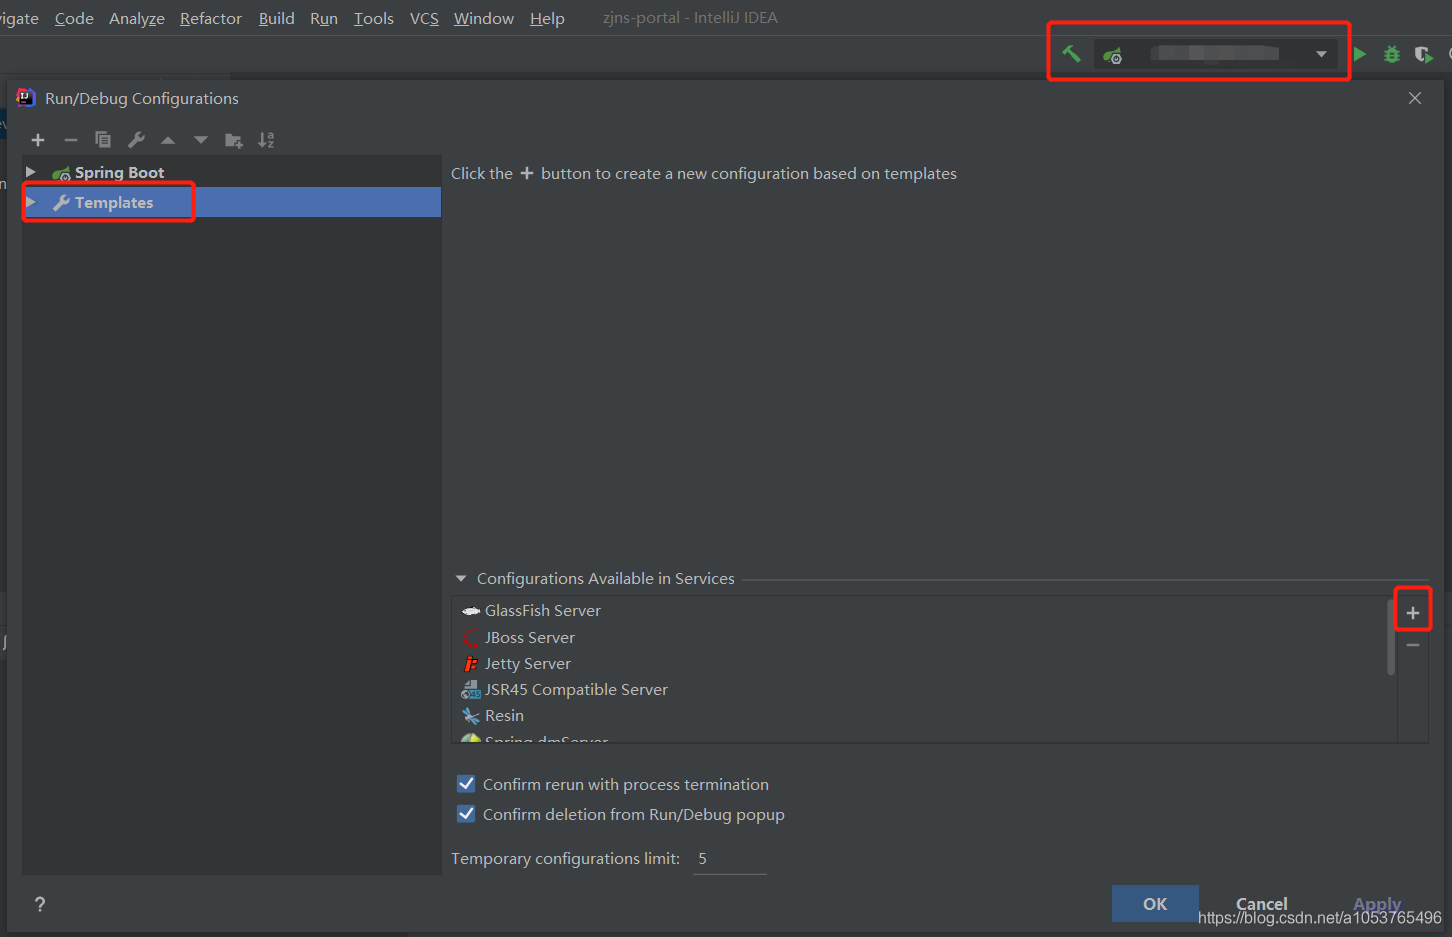 igate Code Analyze Refactor Build Run Tools VCS Window Help zjns-portal - IntelliJ IDEA
Run/Debug Configurations
Spring Boot
Templates
Click the + button to create a new configuration based on templates
Configurations Available in Services
GlassFish Server
JBoss Server
Jetty Server
JSR45 Compatible Server
Resin
Spring dmServer
Confirm rerun with process termination
Confirm deletion from Run/Debug popup
Temporary configurations limit: 5
?
OK Cancel Apply
https://blog.csdn.net/a1053765496